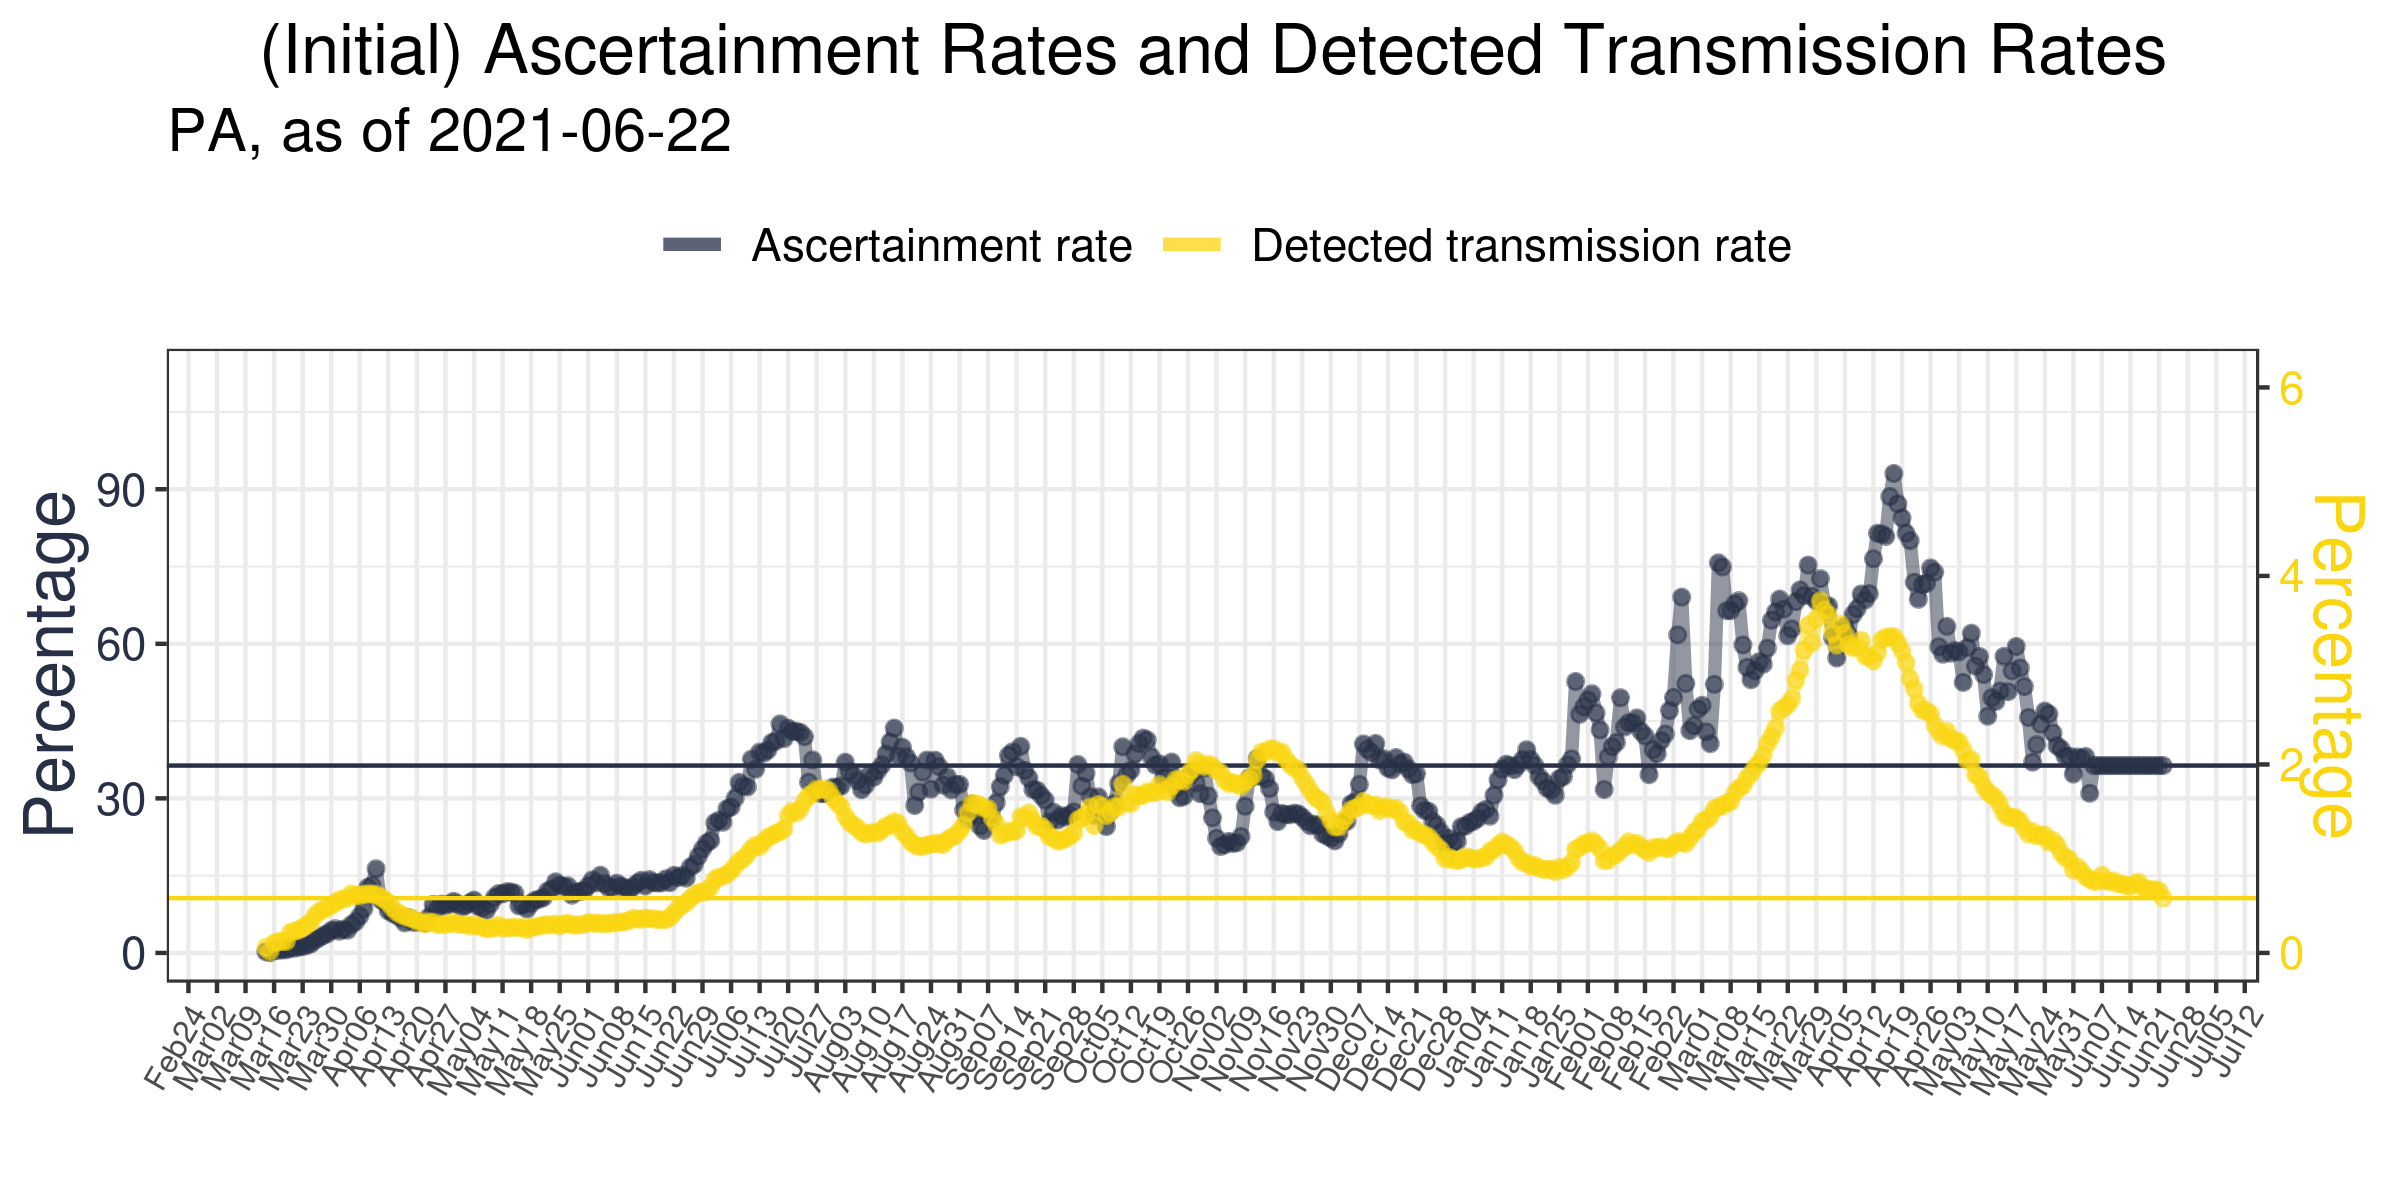 (Initial) Ascertainment Rates and Detected Transmission Rates
PA, as of 2021-06-22
Ascertainment rate
Detected transmission rate
Percentage
90
60
30
0
6
4
2
0
Percentage
Feb24
Mar02
Mar09
Mar16
Mar23
Mar30
Apr06
Apr13
Apr20
Apr27
May04
May11
May18
May25
Jun01
Jun08
Jun15
Jun22
Jun29
Jul06
Jul13
Jul20
Jul27
Aug03
Aug10
Aug17
Aug24
Aug31
Sep07
Sep14
Sep21
Sep28
Oct05
Oct12
Oct19
Oct26
Nov02
Nov09
Nov16
Nov23
Nov30
Dec07
Dec14
Dec21
Dec28
Jan04
Jan11
Jan18
Jan25
Feb01
Feb08
Feb15
Feb22
Mar01
Mar08
Mar15
Mar22
Mar29
Apr05
Apr12
Apr19
Apr26
May03
May10
May17
May24
May31
Jun07
Jun14
Jun21
Jun28
Jul05
Jul12